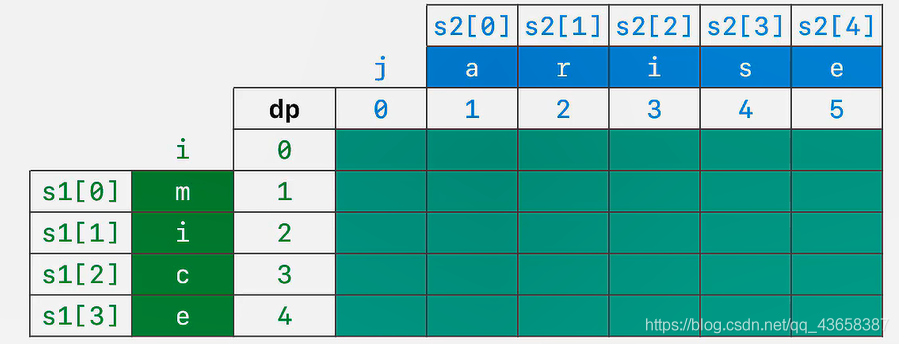 s2[0] s2[1] s2[2] s2[3] s2[4]
j a r i s e
dp 0 1 2 3 4 5
i 0
s1[0] m 1
s1[1] i 2
s1[2] c 3
s1[3] e 4
https://blog.csdn.net/qq_43658387